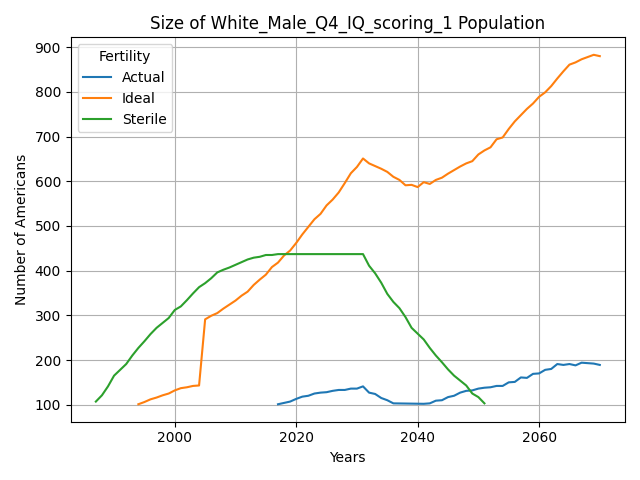 Size of White_Male_Q4_IQ_scoring_1 Population
Fertility
Actual
Ideal
Sterile
Number of Americans
900
800
700
600
500
400
300
200
100
2000
2020
2040
2060
Years